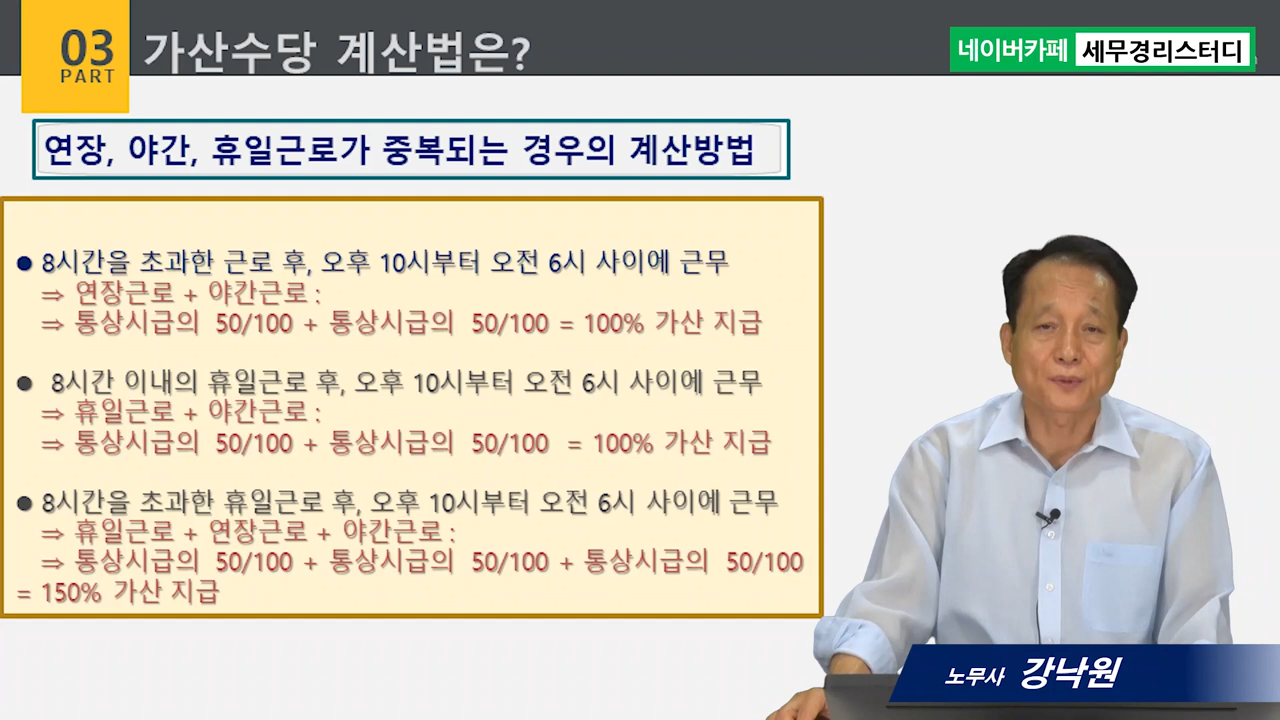 03
PART
가산수당 계산법은?
네이버카페 세무경리스터디
연장, 야간, 휴일근로가 중복되는 경우의 계산방법
● 8시간을 초과한 근로 후, 오후 10시부터 오전 6시 사이에 근무
⇒ 연장근로 + 야간근로 :
⇒ 통상시급의 50/100 + 통상시급의 50/100 = 100% 가산 지급
● 8시간 이내의 휴일근로 후, 오후 10시부터 오전 6시 사이에 근무
⇒ 휴일근로 + 야간근로 :
⇒ 통상시급의 50/100 + 통상시급의 50/100 = 100% 가산 지급
● 8시간을 초과한 휴일근로 후, 오후 10시부터 오전 6시 사이에 근무
⇒ 휴일근로 + 연장근로 + 야간근로 :
⇒ 통상시급의 50/100 + 통상시급의 50/100 + 통상시급의 50/100
= 150% 가산 지급
노무사 강낙원